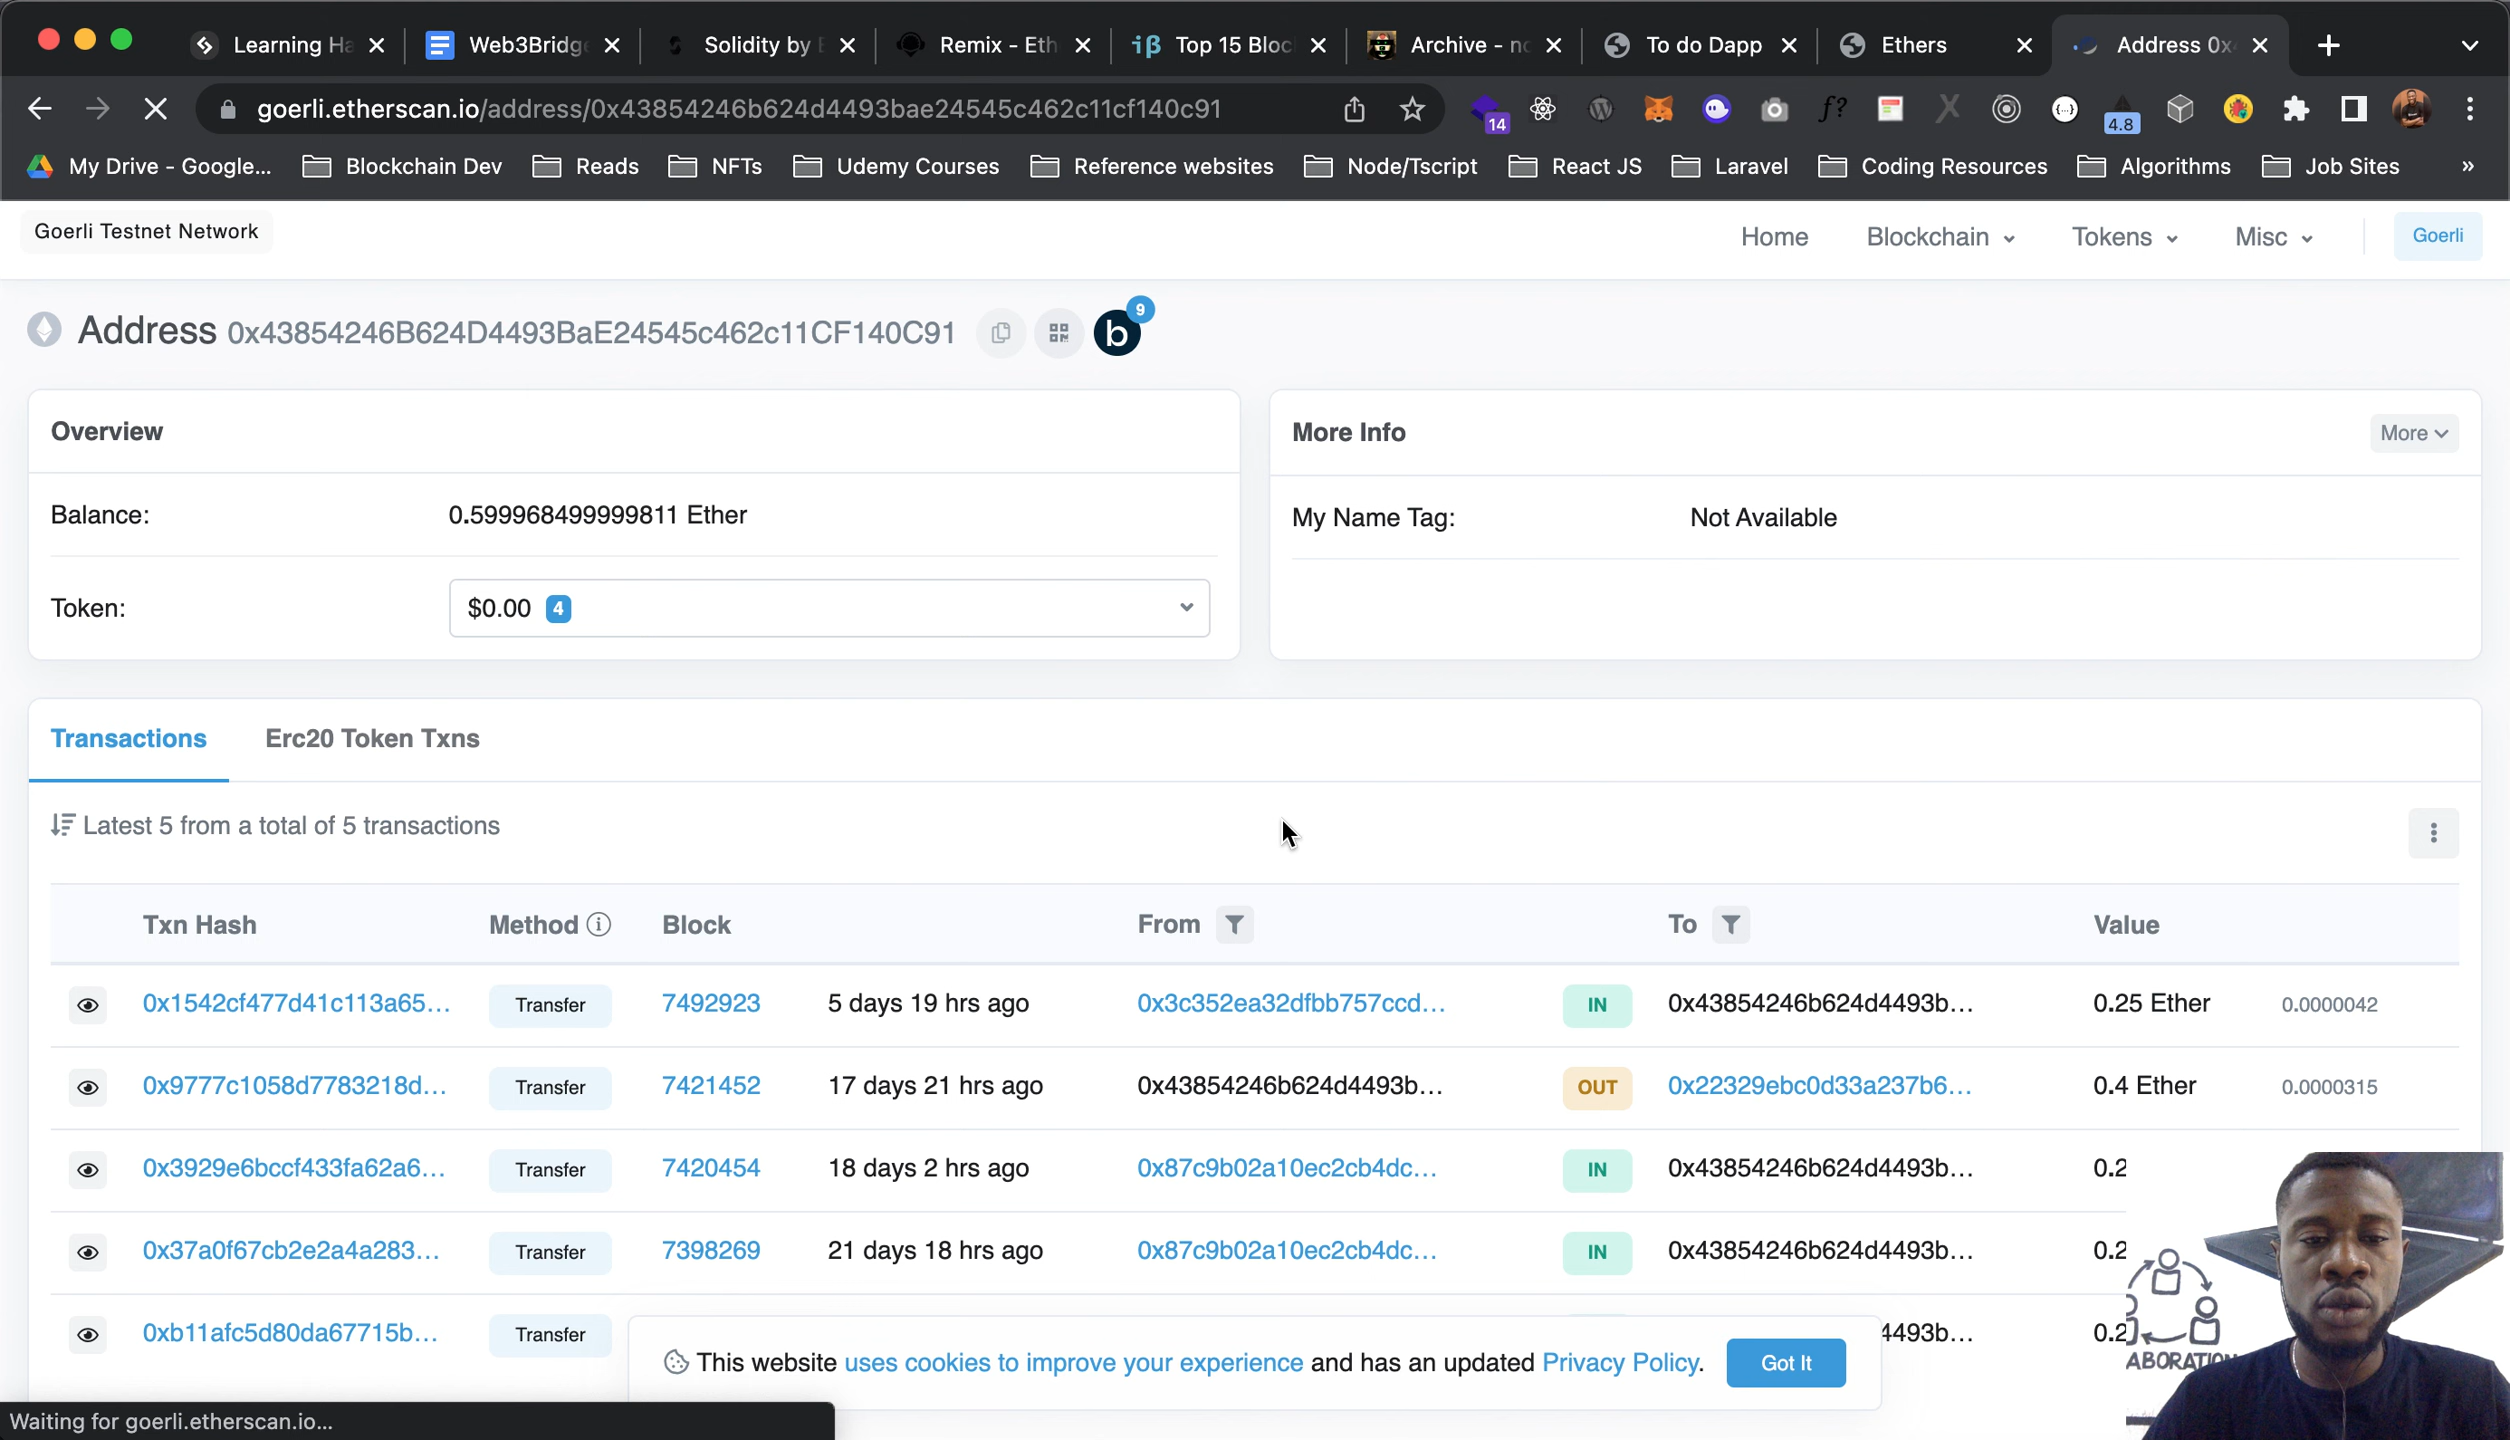 Learning Ha
Web3Bridge
Solidity by E
Remix - Eth
Top 15 Bloc
Archive - no
To do Dapp
Ethers
Address 0x
goerli.etherscan.io/address/0x43854246b624d4493bae24545c462c11cf140c91
14
4.8
My Drive - Google...
Blockchain Dev
Reads
NFTs
Udemy Courses
Reference websites
Node/Tscript
React JS
Laravel
Coding Resources
Algorithms
Job Sites
»
Goerli Testnet Network
Home
Blockchain
Tokens
Misc
Goerli
Address 0x43854246B624D4493BaE24545c462c11CF140C91
b
9
Overview
Balance:
0.599968499999811 Ether
Token:
$0.00 4
More Info
More
My Name Tag:
Not Available
Transactions
Erc20 Token Txns
Latest 5 from a total of 5 transactions
Txn Hash Method Block From To Value
0x1542cf477d41c113a65... Transfer 7492923 5 days 19 hrs ago 0x3c352ea32dfbb757ccd... IN 0x43854246b624d4493b... 0.25 Ether 0.0000042
0x9777c1058d7783218d... Transfer 7421452 17 days 21 hrs ago 0x43854246b624d4493b... OUT 0x22329ebc0d33a237b6... 0.4 Ether 0.0000315
0x3929e6bccf433fa62a6... Transfer 7420454 18 days 2 hrs ago 0x87c9b02a10ec2cb4dc... IN 0x43854246b624d4493b... 0.2
0x37a0f67cb2e2a4a283... Transfer 7398269 21 days 18 hrs ago 0x87c9b02a10ec2cb4dc... IN 0x43854246b624d4493b... 0.2
0xb11afc5d80da67715b... Transfer 4493b... 0.2
This website uses cookies to improve your experience and has an updated Privacy Policy.
Got It
ABORATION
Waiting for goerli.etherscan.io...